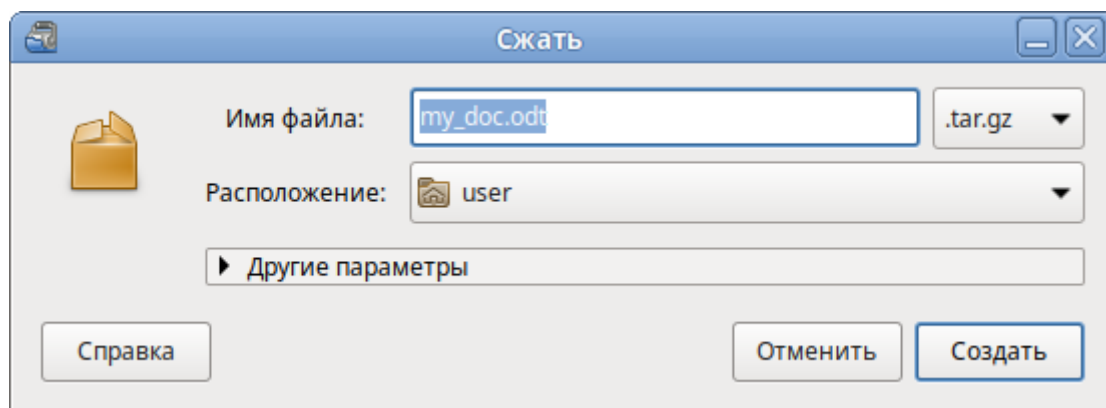 Сжать
Имя файла: my_doc.odt .tar.gz
Расположение: user
Другие параметры
Справка Отменить Создать